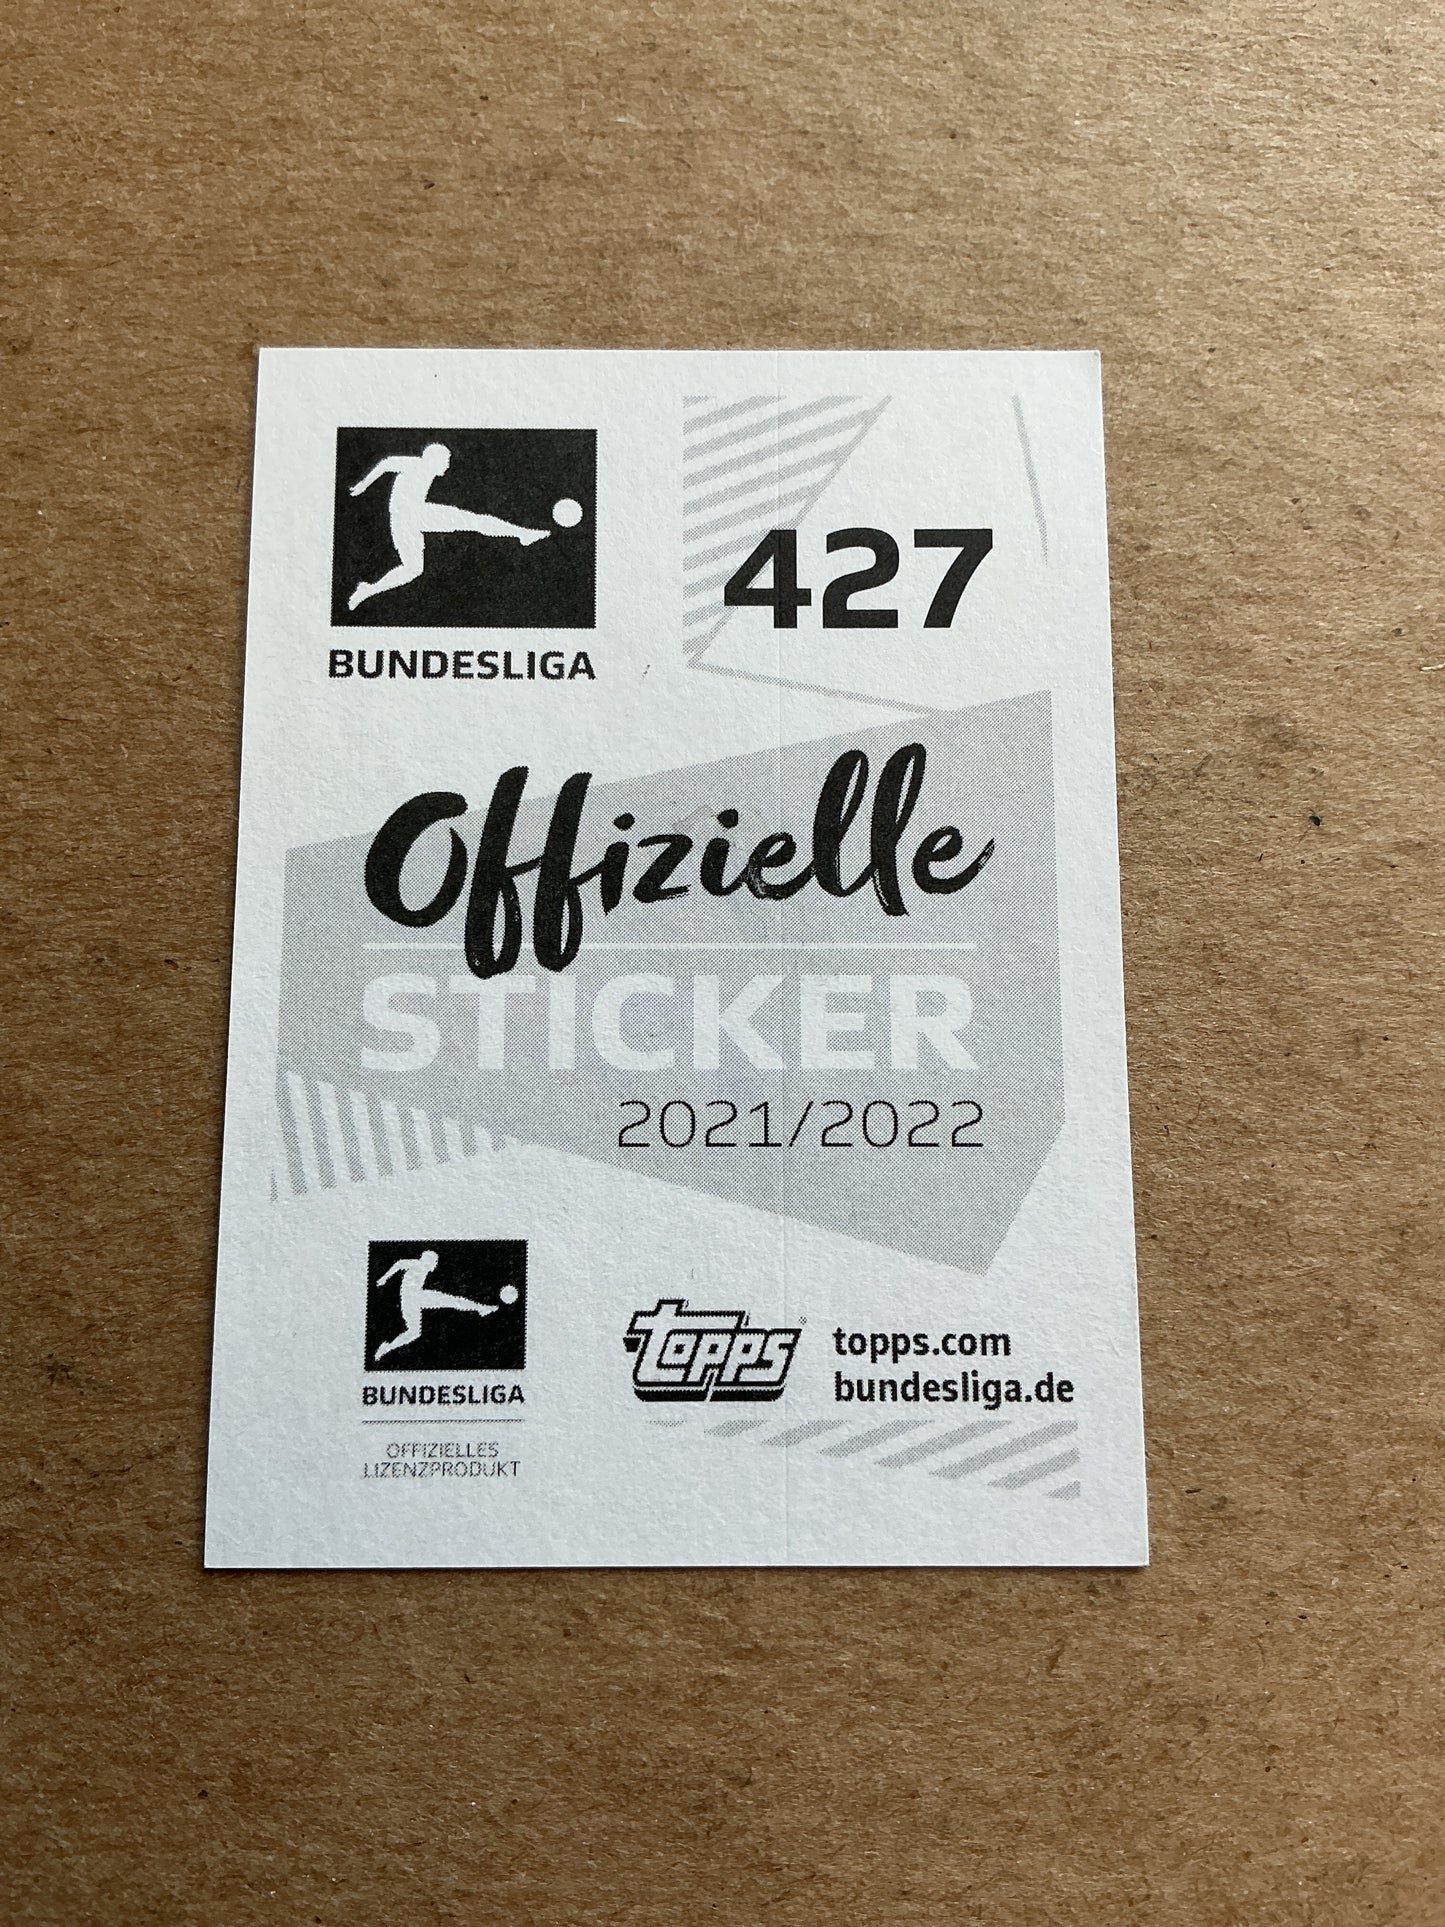 427
BUNDESLIGA
Offizielle
STICKER
2021/2022
topps
topps.com
bundesliga.de
BUNDESLIGA
OFFIZIELLES
LIZENZPRODUKT